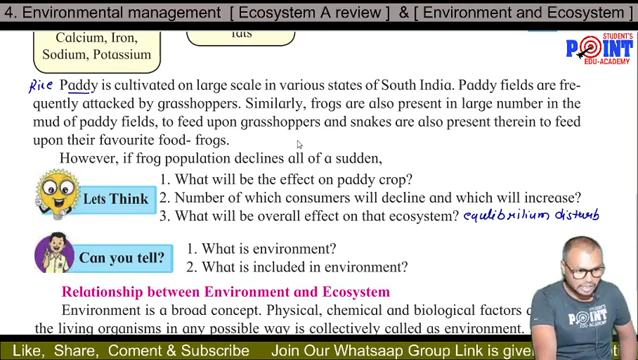 4. Environmental management [ Ecosystem A review ] & [ Environment and Ecosystem ]
Calcium, Iron,
Sodium, Potassium
fats
STUDENT'S
POINT
EDU-ACADEMY
Rice Paddy is cultivated on large scale in various states of South India. Paddy fields are fre-
quently attacked by grasshoppers. Similarly, frogs are also present in large number in the
mud of paddy fields, to feed upon grasshoppers and snakes are also present therein to feed
upon their favourite food- frogs.
However, if frog population declines all of a sudden,
Lets Think
1. What will be the effect on paddy crop?
2. Number of which consumers will decline and which will increase?
3. What will be overall effect on that ecosystem? equlibrilium disturb
Can you tell?
1. What is environment?
2. What is included in environment?
Relationship between Environment and Ecosystem
Environment is a broad concept. Physical, chemical and biological factors
the living organisms in any possible way is collectively called as environment.
Like, Share, Coment & Subscribe Join Our Whatsaap Group Link is give